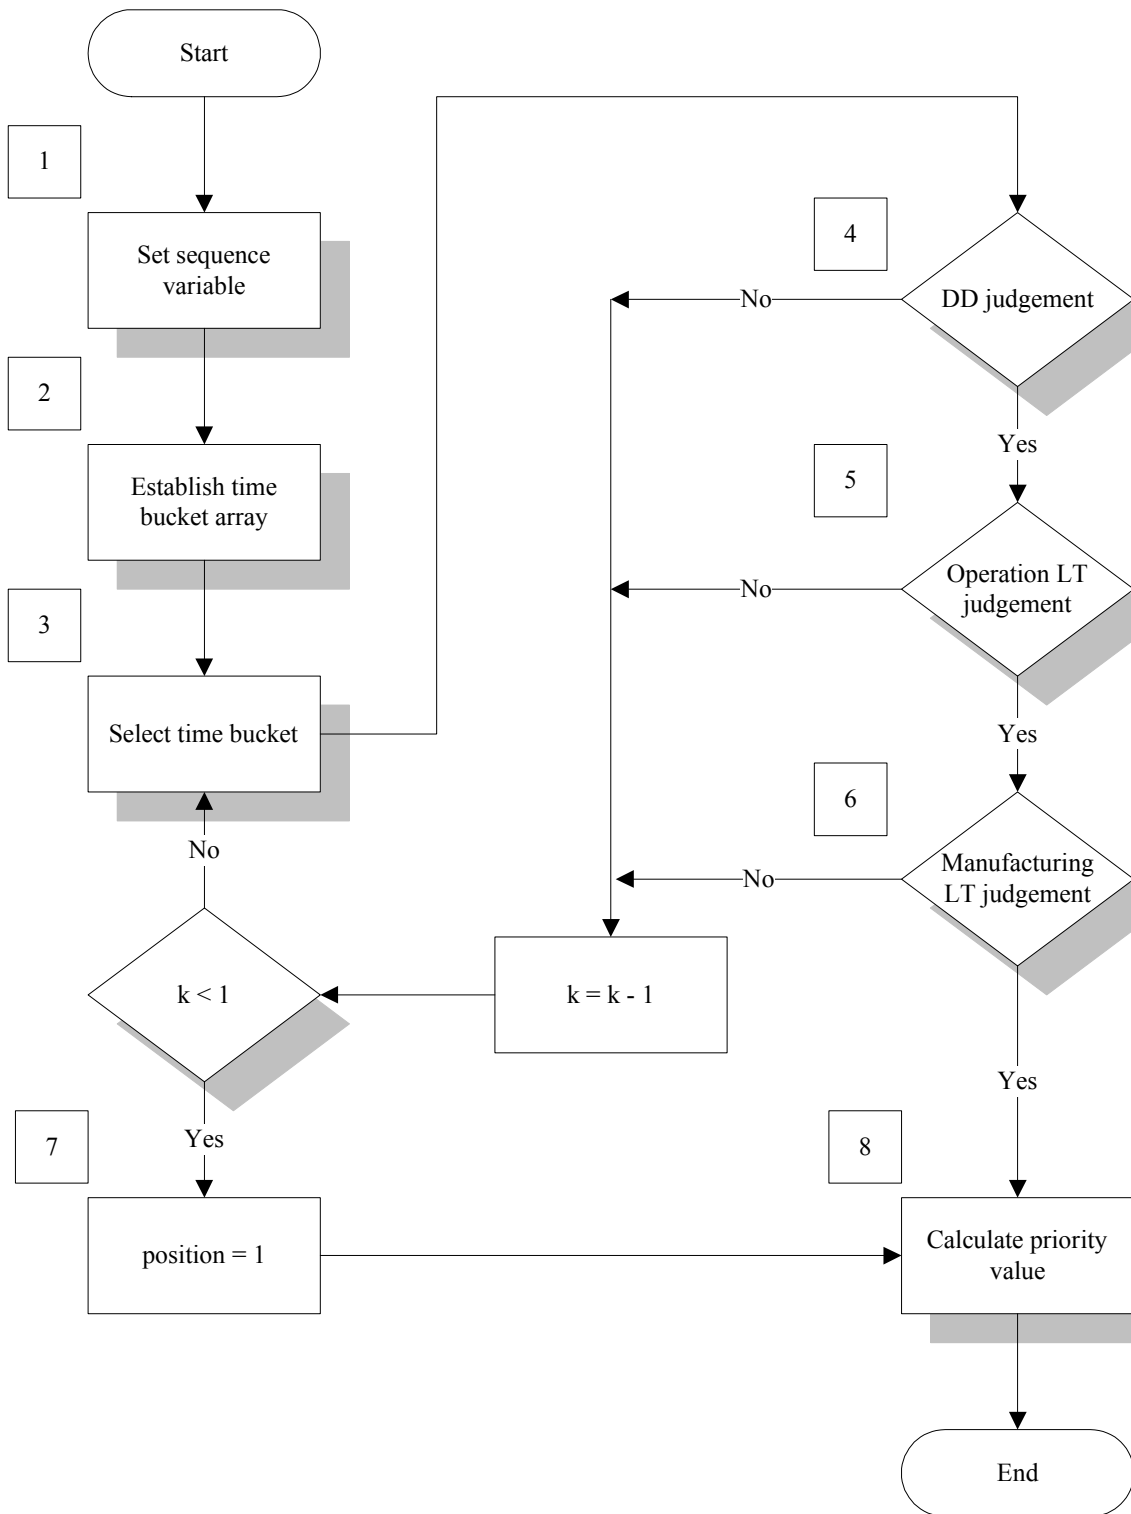 Start
1
Set sequence
variable
2
Establish time
bucket array
3
Select time bucket
4
DD judgement
No
Yes
5
Operation LT
judgement
No
Yes
6
Manufacturing
LT judgement
No
Yes
k = k - 1
k < 1
No
Yes
7
position = 1
8
Calculate priority
value
End